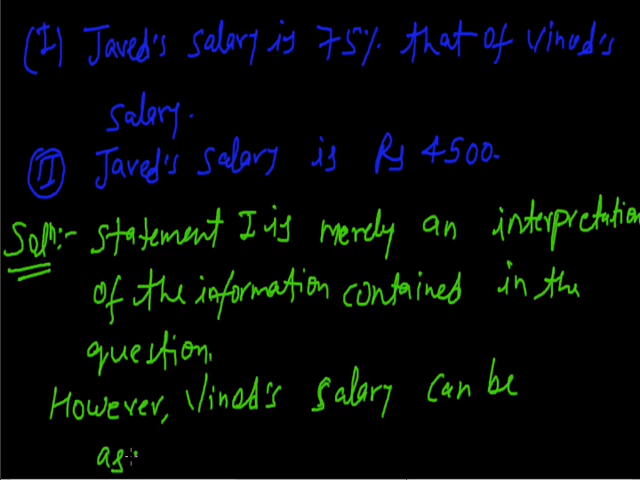 (I) Javed's salary is 75% that of Vinod's
salary.
(II) Javed's salary is Rs 4500.
Soln:- Statement I is merely an interpretation
of the information contained in the
question.
However, Vinod's salary can be
as